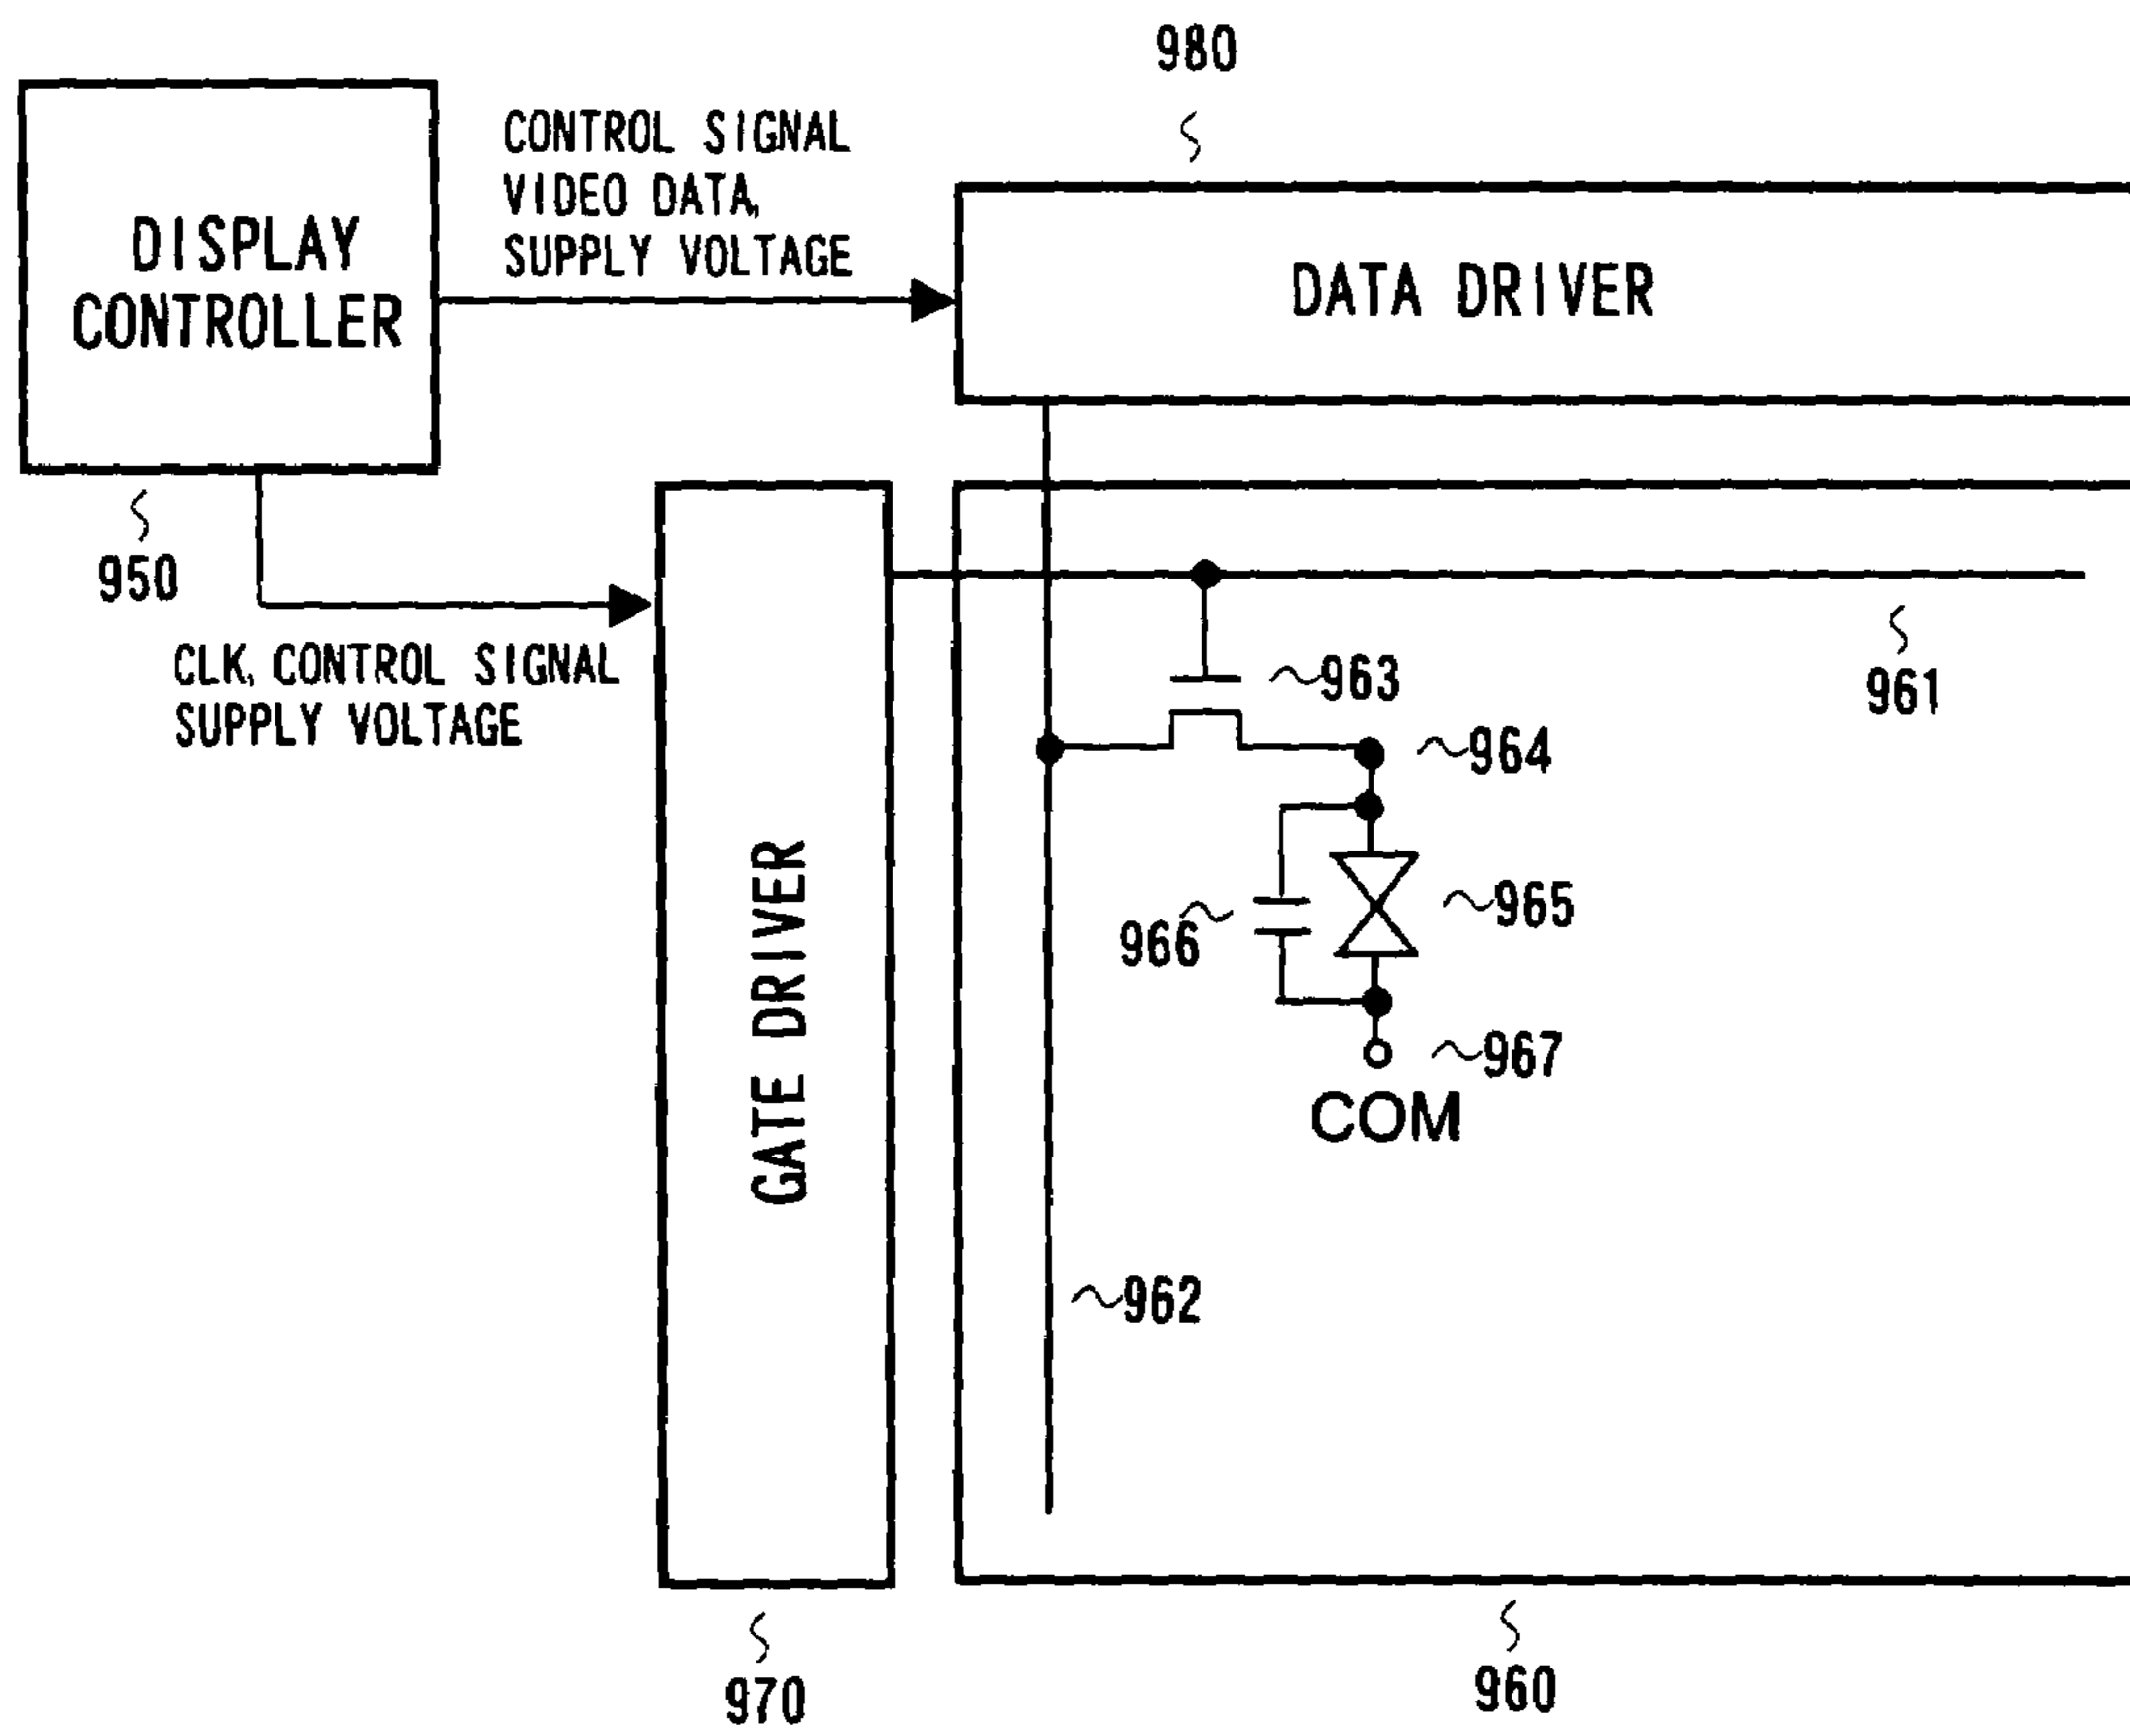 980
CONTROL SIGNAL
VIDEO DATA,
SUPPLY VOLTAGE
DISPLAY
CONTROLLER
DATA DRIVER
950
CLK, CONTROL SIGNAL
SUPPLY VOLTAGE
963
961
964
GATE DRIVER
965
966
967
COM
962
970
960